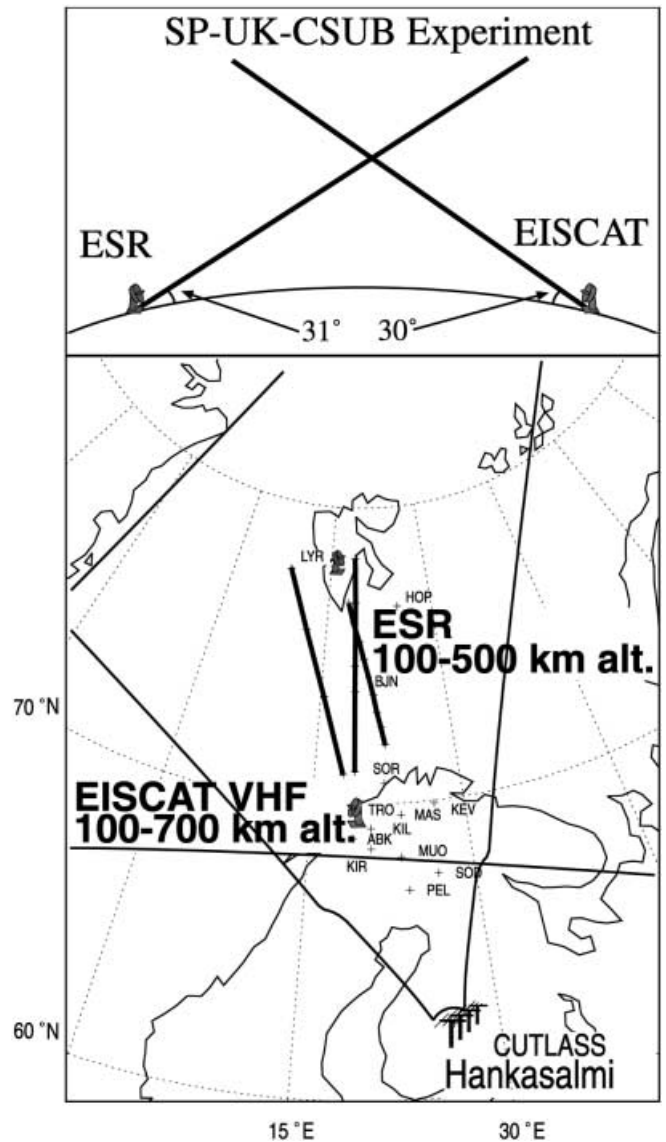 SP-UK-CSUB Experiment
ESR
EISCAT
31°
30°
LYR
HOP
ESR
100-500 km alt.
BJN
70 °N
SOR
EISCAT VHF
100-700 km alt.
TRO
MAS
KEV
KIL
ABK
MUO
KIR
SOD
PEL
60 °N
CUTLASS
Hankasalmi
15 °E
30 °E